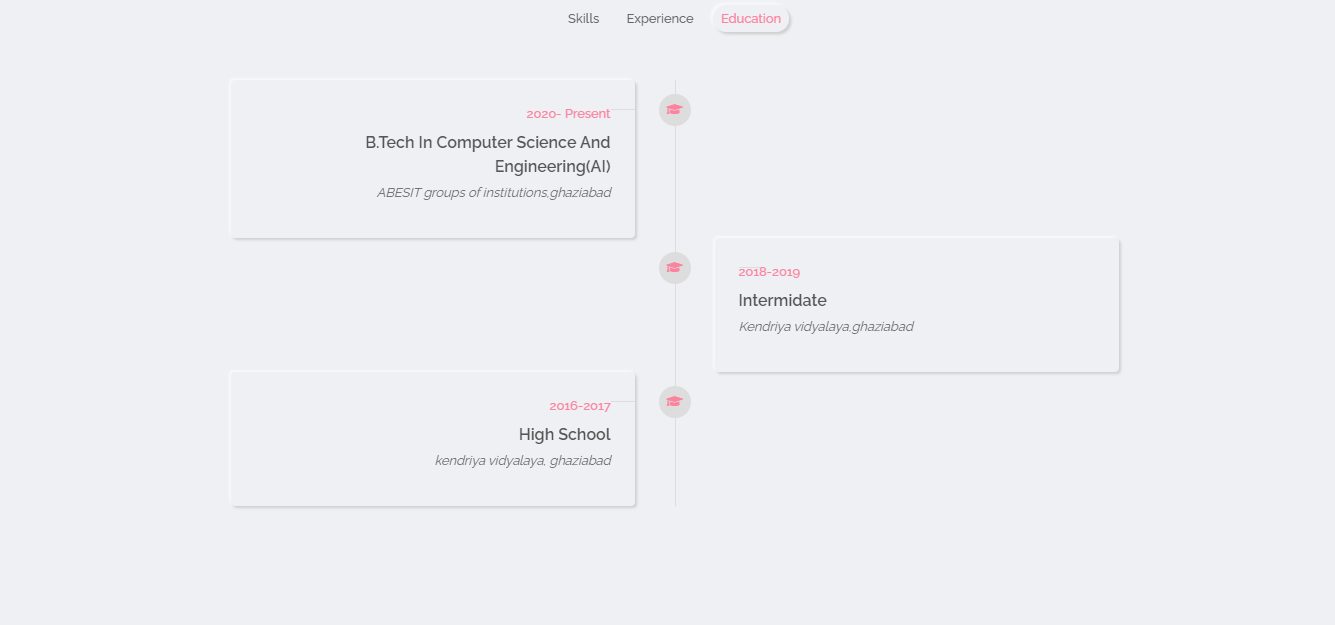 Skills Experience Education
2020- Present
B.Tech In Computer Science And
Engineering(AI)
ABESIT groups of institutions,ghaziabad
2018-2019
Intermidate
Kendriya vidyalaya,ghaziabad
2016-2017
High School
kendriya vidyalaya, ghaziabad